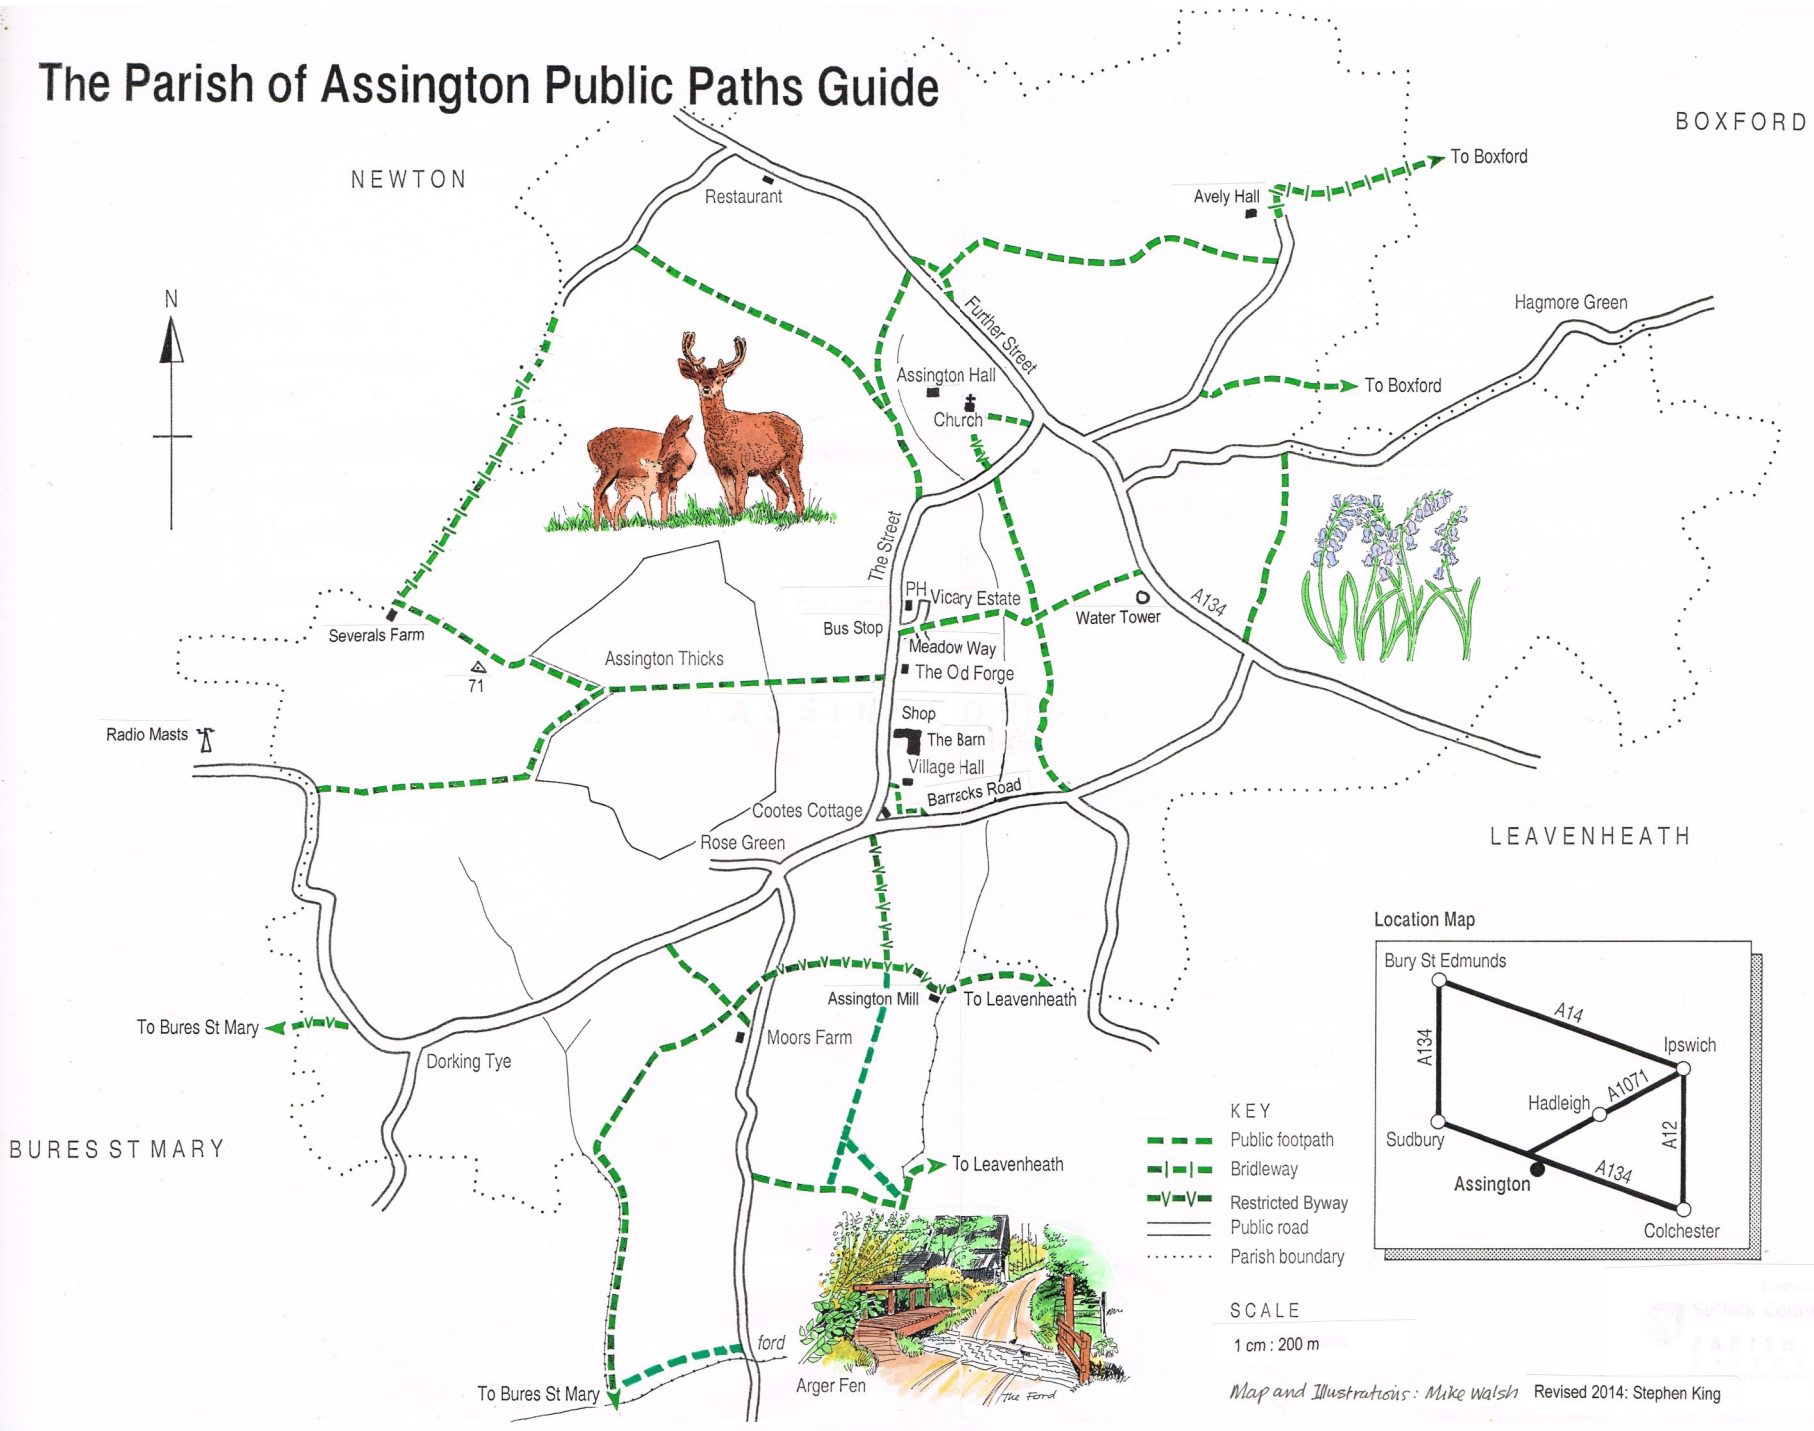 The Parish of Assington Public Paths Guide
BOXFORD
To Boxford
NEWTON
Avely Hall
Restaurant
N
Hagmore Green
Further Street
Assington Hall
To Boxford
Church
The Street
PH
Vicary Estate
A134
Bus Stop
Water Tower
Severals Farm
Meadow Way
Assington Thicks
The Old Forge
71
Shop
Radio Masts
The Barn
Village Hall
Barracks Road
Cootes Cottage
Rose Green
LEAVENHEATH
Location Map
Bury St Edmunds
A14
A134
Ipswich
A1071
Hadleigh
A12
Sudbury
A134
Assington
Colchester
Assington Mill
To Leavenheath
To Bures St Mary
Moors Farm
Dorking Tye
BURES ST MARY
To Leavenheath
KEY
Public footpath
Bridleway
Restricted Byway
Public road
Parish boundary
SCALE
1 cm : 200 m
ford
Arger Fen
The Ford
To Bures St Mary
Map and Illustrations: Mike Walsh
Revised 2014: Stephen King